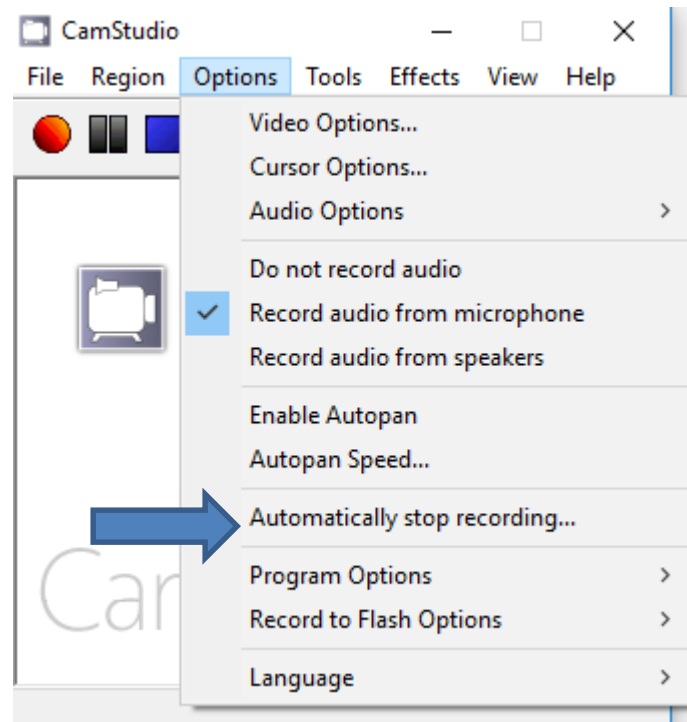 CamStudio
File Region Options Tools Effects View Help
Video Options...
Cursor Options...
Audio Options
Do not record audio
Record audio from microphone
Record audio from speakers
Enable Autopan
Autopan Speed...
Automatically stop recording...
Program Options
Record to Flash Options
Language